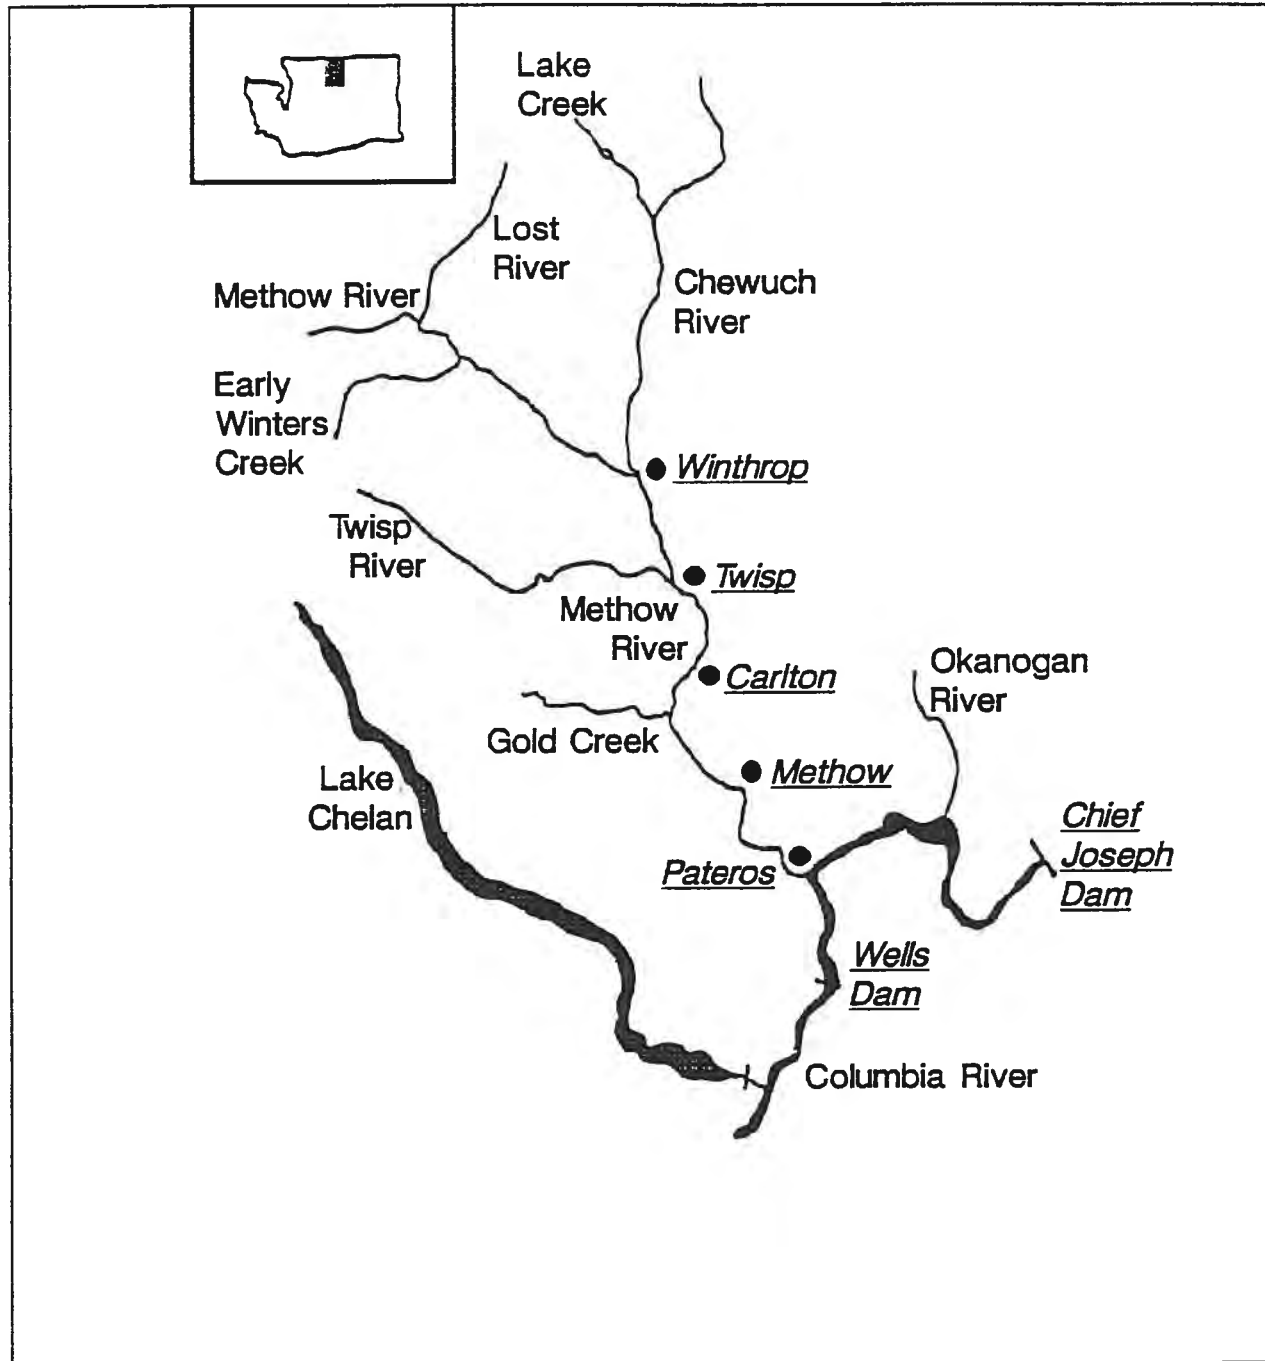 Lake
Creek
Lost
River
Methow River
Chewuch
River
Early
Winters
Creek
Winthrop
Twisp
River
Twisp
Methow
River
Carlton
Okanogan
River
Gold Creek
Methow
Lake
Chelan
Chief
Joseph
Dam
Pateros
Wells
Dam
Columbia River